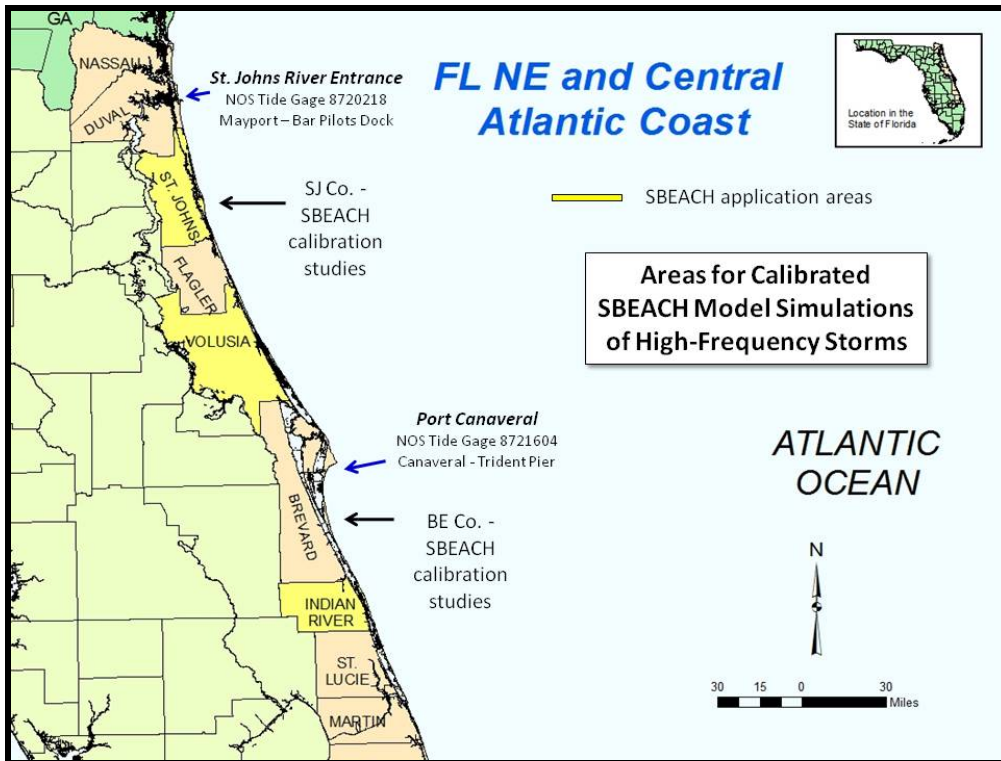 GA
NASSAU
DUVAL
ST. JOHNS
FLAGLER
VOLUSIA
BREVARD
INDIAN
RIVER
ST.
LUCIE
MARTIN
St. Johns River Entrance
NOS Tide Gage 8720218
Mayport – Bar Pilots Dock
FL NE and Central
Atlantic Coast
Location in the
State of Florida
SJ Co. -
SBEACH
calibration
studies
SBEACH application areas
Areas for Calibrated
SBEACH Model Simulations
of High-Frequency Storms
Port Canaveral
NOS Tide Gage 8721604
Canaveral - Trident Pier
BE Co. -
SBEACH
calibration
studies
ATLANTIC
OCEAN
N
30 15 0 30
Miles